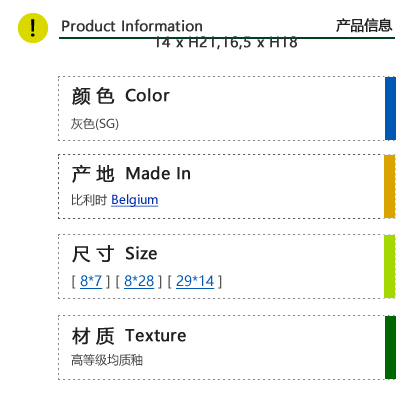 ! Product Information 产品信息
14 x H21,16,5 x H18
颜色 Color
灰色(SG)
产地 Made In
比利时 Belgium
尺寸 Size
[ 8*7 ] [ 8*28 ] [ 29*14 ]
材质 Texture
高等级均质釉